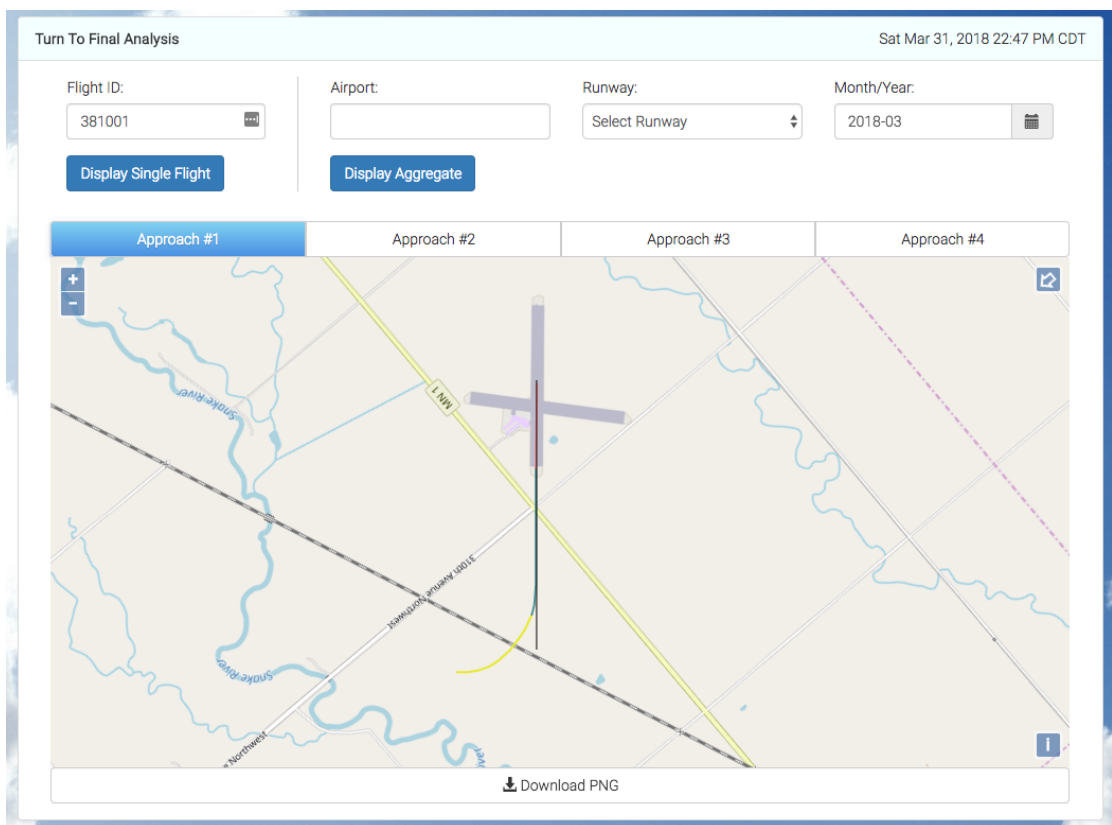 Turn To Final Analysis
Sat Mar 31, 2018 22:47 PM CDT
Flight ID:
Airport:
Runway:
Month/Year:
381001
Select Runway
2018-03
Display Single Flight
Display Aggregate
Approach #1
Approach #2
Approach #3
Approach #4
+
−
MN 1
Snake River
310th Avenue Northwest
Snake River
River
Northwest
i
Download PNG